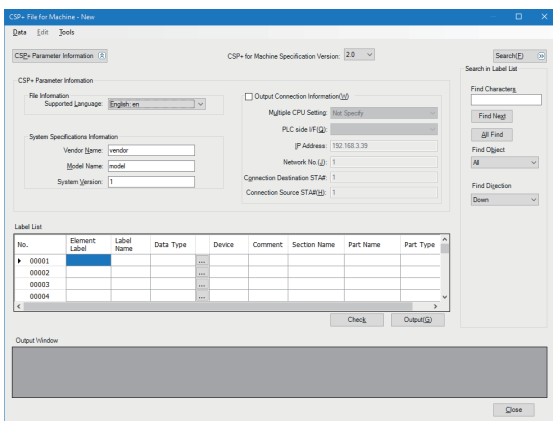 CSP+ File for Machine - New
Data Edit Tools
CSP+ Parameter Information
CSP+ for Machine Specification Version: 2.0
Search(F)
CSP+ Parameter Information
File Information
Supported Language: English: en
System Specifications Information
Vendor Name: vendor
Model Name: model
System Version: 1
Output Connection Information(W)
Multiple CPU Setting: Not Specify
PLC side I/F(Q):
IP Address: 192.168.3.39
Network No.(J): 1
Connection Destination STA#: 1
Connection Source STA#(H): 1
Search in Label List
Find Characters
Find Next
All Find
Find Object
All
Find Direction
Down
Label List
No. Element Label Label Name Data Type Device Comment Section Name Part Name Part Type
00001 ...
00002 ...
00003 ...
00004 ...
Check Output(G)
Output Window
Close